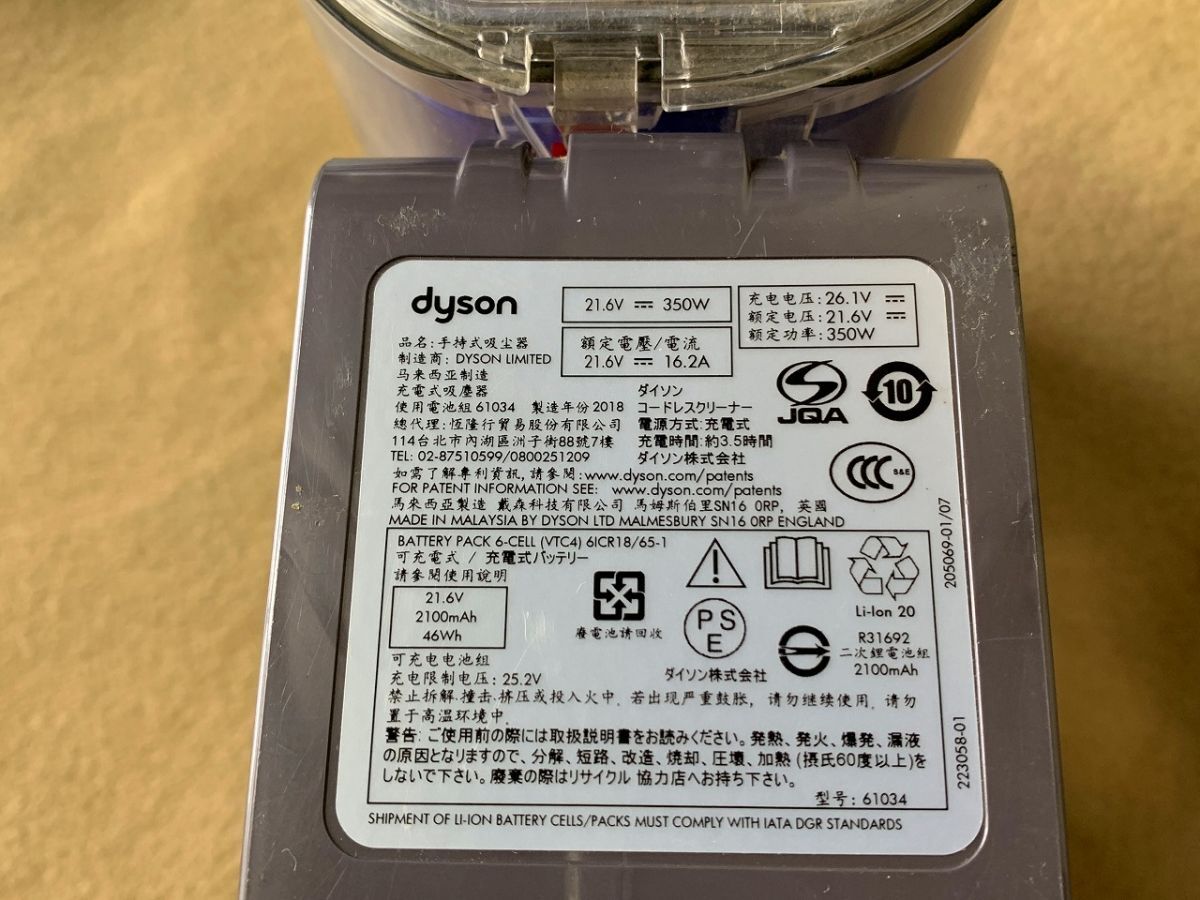 dyson
21.6V ⎓ 350W
額定電壓/電流
21.6V ⎓ 16.2A
充电电压:26.1V ⎓
额定电压:21.6V ⎓
额定功率:350W
品名:手持式吸尘器
制造商: DYSON LIMITED
马来西亚制造
充電式吸塵器
使用電池組61034 製造年份2018
總代理:恆隆行貿易股份有限公司
114台北市內湖區洲子街88號7樓
TEL: 02-87510599/0800251209
ダイソン
コードレスクリーナー
電源方式:充電式
充電時間:約3.5時間
ダイソン株式会社
JQA
10
CCC S&E
如需了解專利資訊,請參閱:www.dyson.com/patents
FOR PATENT INFORMATION SEE: www.dyson.com/patents
馬來西亞製造 戴森科技有限公司 馬姆斯伯里SN16 0RP, 英國
MADE IN MALAYSIA BY DYSON LTD MALMESBURY SN16 0RP ENGLAND
205069-01/07
BATTERY PACK 6-CELL (VTC4) 6ICR18/65-1
可充電式 / 充電式バッテリー
請參閱使用說明
21.6V
2100mAh
46Wh
廢電池請回收
PS
E
ダイソン株式会社
Li-Ion 20
R31692
二次鋰電池組
2100mAh
可充电电池组
充电限制电压: 25.2V
禁止拆解.撞击.挤压或投入火中. 若出现严重鼓胀, 请勿继续使用. 请勿
置于高温环境中.
警告: ご使用前の際には取扱説明書をお読みください。発熱、発火、爆発、漏液
の原因となりますので、分解、短路、改造、焼却、圧壊、加熱 (摂氏60度以上)を
しないで下さい。廃棄の際はリサイクル 協力店へお持ち下さい。
型号: 61034
223058-01
SHIPMENT OF LI-ION BATTERY CELLS/PACKS MUST COMPLY WITH IATA DGR STANDARDS